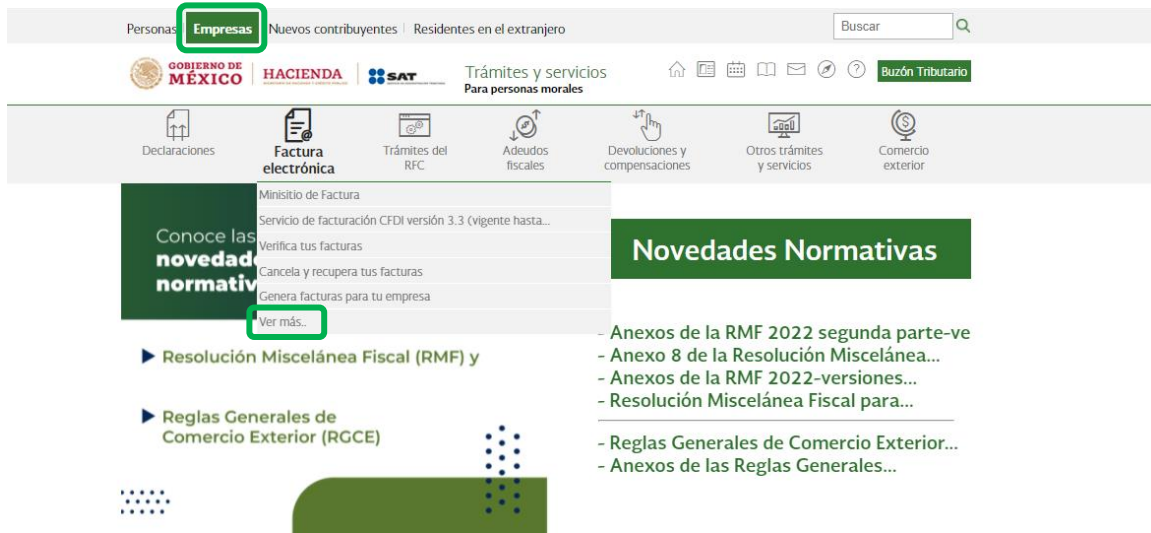 Personas Empresas Nuevos contribuyentes Residentes en el extranjero Buscar
GOBIERNO DE
MÉXICO
HACIENDA
SAT
Trámites y servicios
Para personas morales
Buzón Tributario
Declaraciones
Factura
electrónica
Trámites del
RFC
Adeudos
fiscales
Devoluciones y
compensaciones
Otros trámites
y servicios
Comercio
exterior
Minisitio de Factura
Servicio de facturación CFDI versión 3.3 (vigente hasta...
Verifica tus facturas
Cancela y recupera tus facturas
Genera facturas para tu empresa
Ver más..
Conoce las
novedad
normativ
Resolución Miscelánea Fiscal (RMF) y
Reglas Generales de
Comercio Exterior (RGCE)
Novedades Normativas
- Anexos de la RMF 2022 segunda parte-ve
- Anexo 8 de la Resolución Miscelánea...
- Anexos de la RMF 2022-versiones...
- Resolución Miscelánea Fiscal para...
- Reglas Generales de Comercio Exterior...
- Anexos de las Reglas Generales...